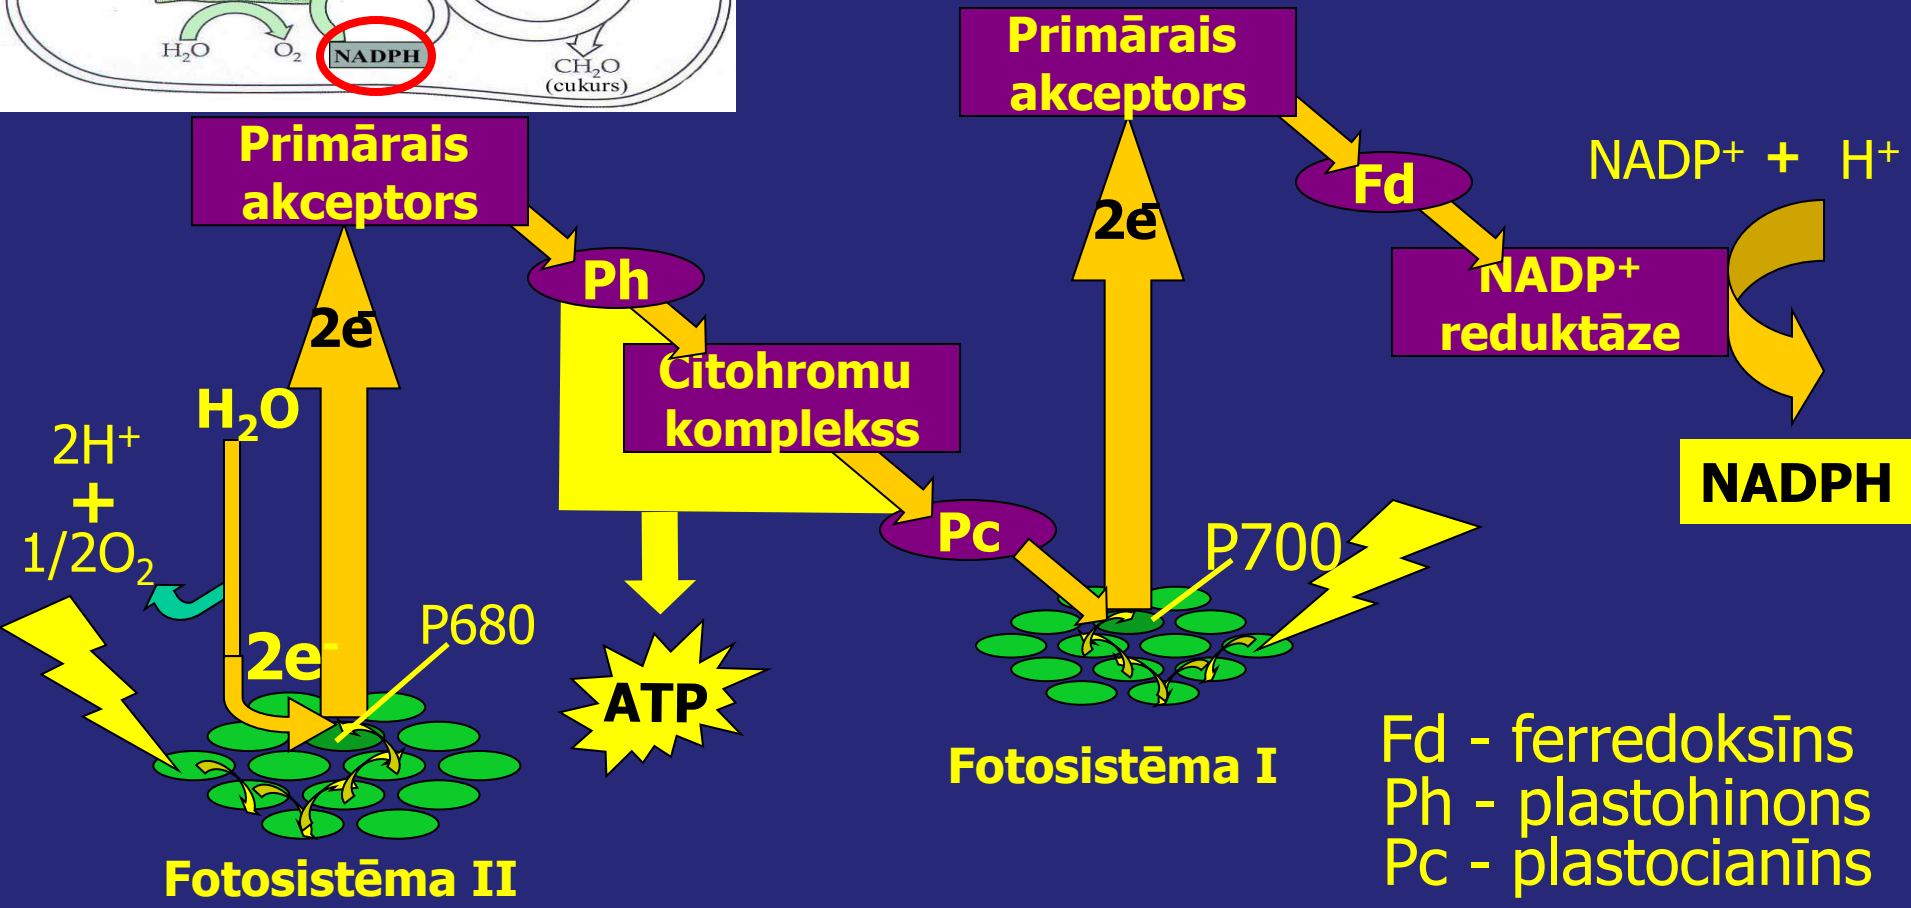 H₂O
O₂
NADPH
CH₂O
(cukurs)
Primārais
akceptors
2e⁻
H₂O
2H⁺
+
1/2O₂
2e⁻
P680
Fotosistēma II
Ph
Citohromu
komplekss
Pc
ATP
Primārais
akceptors
2e⁻
P700
Fotosistēma I
Fd
NADP⁺
reduktāze
NADP⁺ + H⁺
NADPH
Fd - ferredoksīns
Ph - plastohinons
Pc - plastocianīns